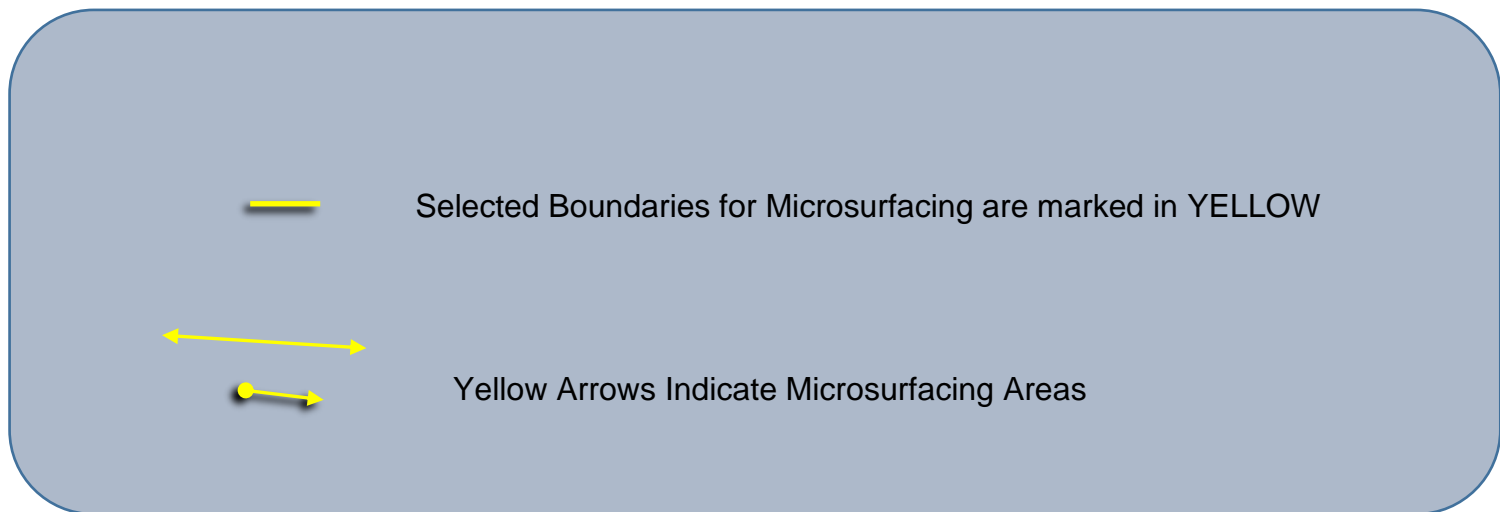 Selected Boundaries for Microsurfacing are marked in YELLOW
Yellow Arrows Indicate Microsurfacing Areas